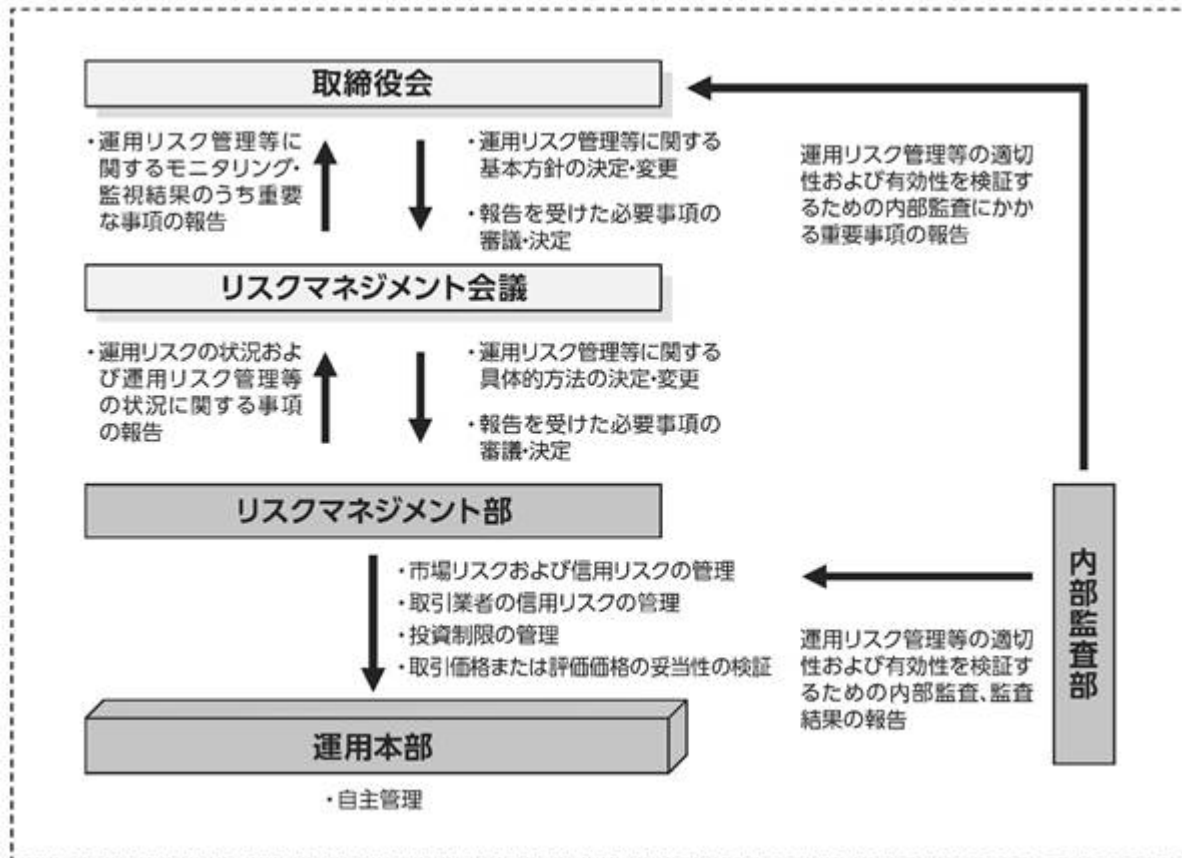 取締役会
・運用リスク管理等に
関するモニタリング・
監視結果のうち重要
な事項の報告
・運用リスク管理等に関する
基本方針の決定・変更
・報告を受けた必要事項の
審議・決定
運用リスク管理等の適切
性および有効性を検証す
るための内部監査にかか
る重要事項の報告
リスクマネジメント会議
・運用リスクの状況およ
び運用リスク管理等
の状況に関する事項
の報告
・運用リスク管理等に関する
具体的方法の決定・変更
・報告を受けた必要事項の
審議・決定
リスクマネジメント部
・市場リスクおよび信用リスクの管理
・取引業者の信用リスクの管理
・投資制限の管理
・取引価格または評価価格の妥当性の検証
内部監査部
運用リスク管理等の適切
性および有効性を検証す
るための内部監査、監査
結果の報告
運用本部
・自主管理